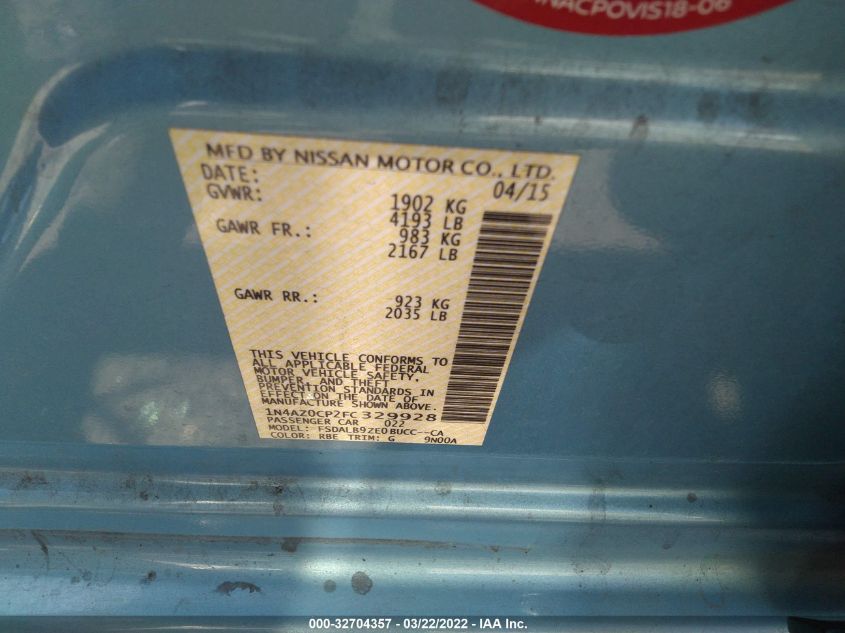 NACPOVIS18-06
MFD BY NISSAN MOTOR CO., LTD.
DATE: 04/15
GVWR: 1902 KG
4193 LB
GAWR FR.: 983 KG
2167 LB
GAWR RR.: 923 KG
2035 LB
THIS VEHICLE CONFORMS TO
ALL APPLICABLE FEDERAL
MOTOR VEHICLE SAFETY,
BUMPER, AND THEFT
PREVENTION STANDARDS IN
EFFECT ON THE DATE OF
MANUFACTURE SHOWN ABOVE.
1N4AZ0CP2FC329928
PASSENGER CAR 022
MODEL: FSDALB9ZE0BUCC--CA
COLOR: RBE TRIM: G 9N00A
000-32704357 - 03/22/2022 - IAA Inc.